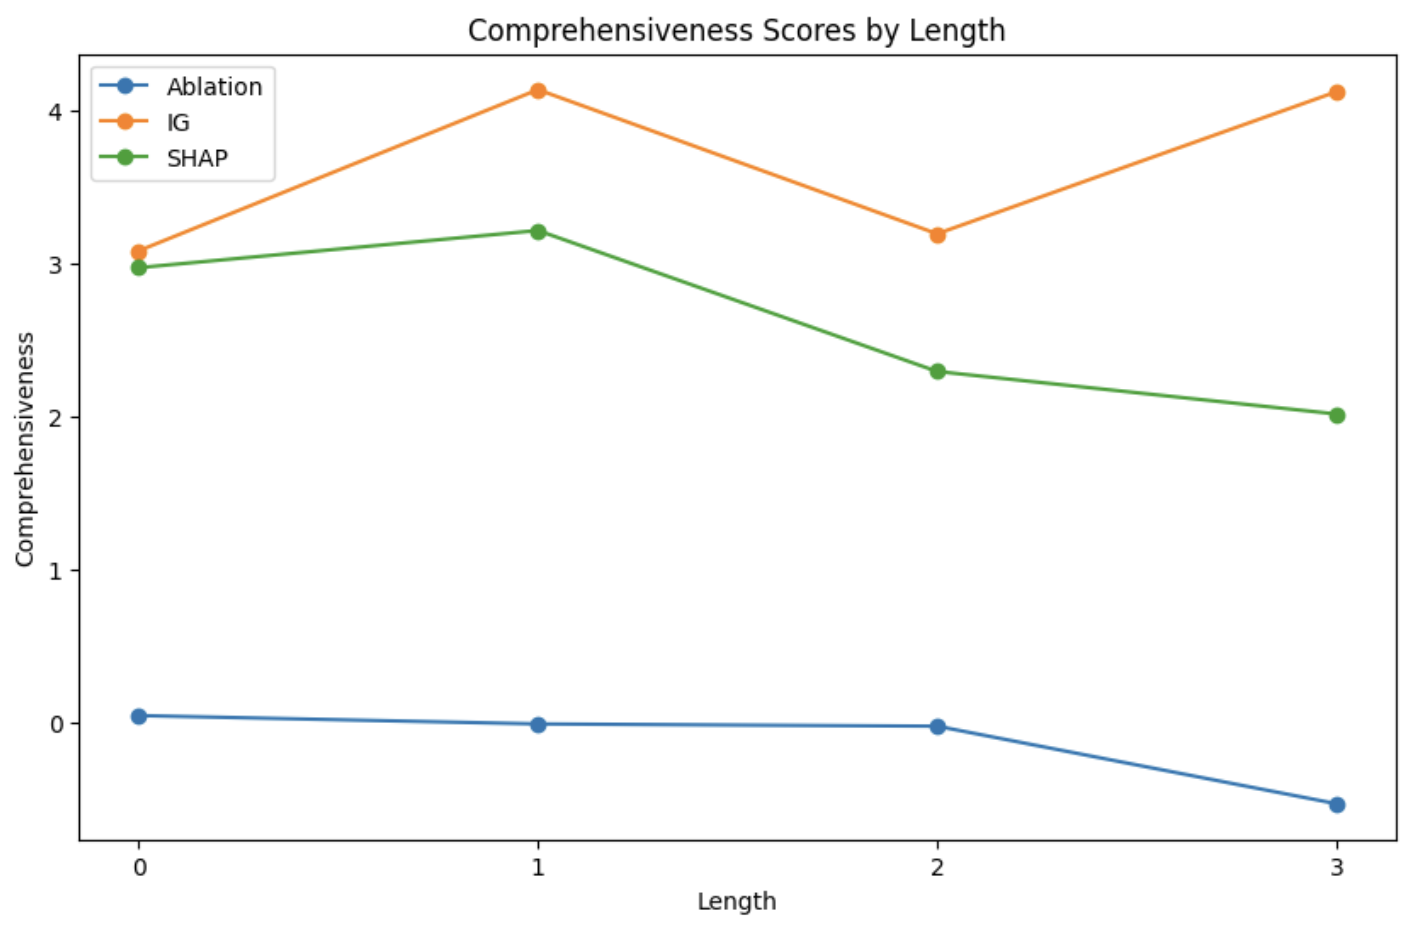 Comprehensiveness Scores by Length
Ablation
IG
SHAP
4
3
2
1
0
Comprehensiveness
0 1 2 3
Length